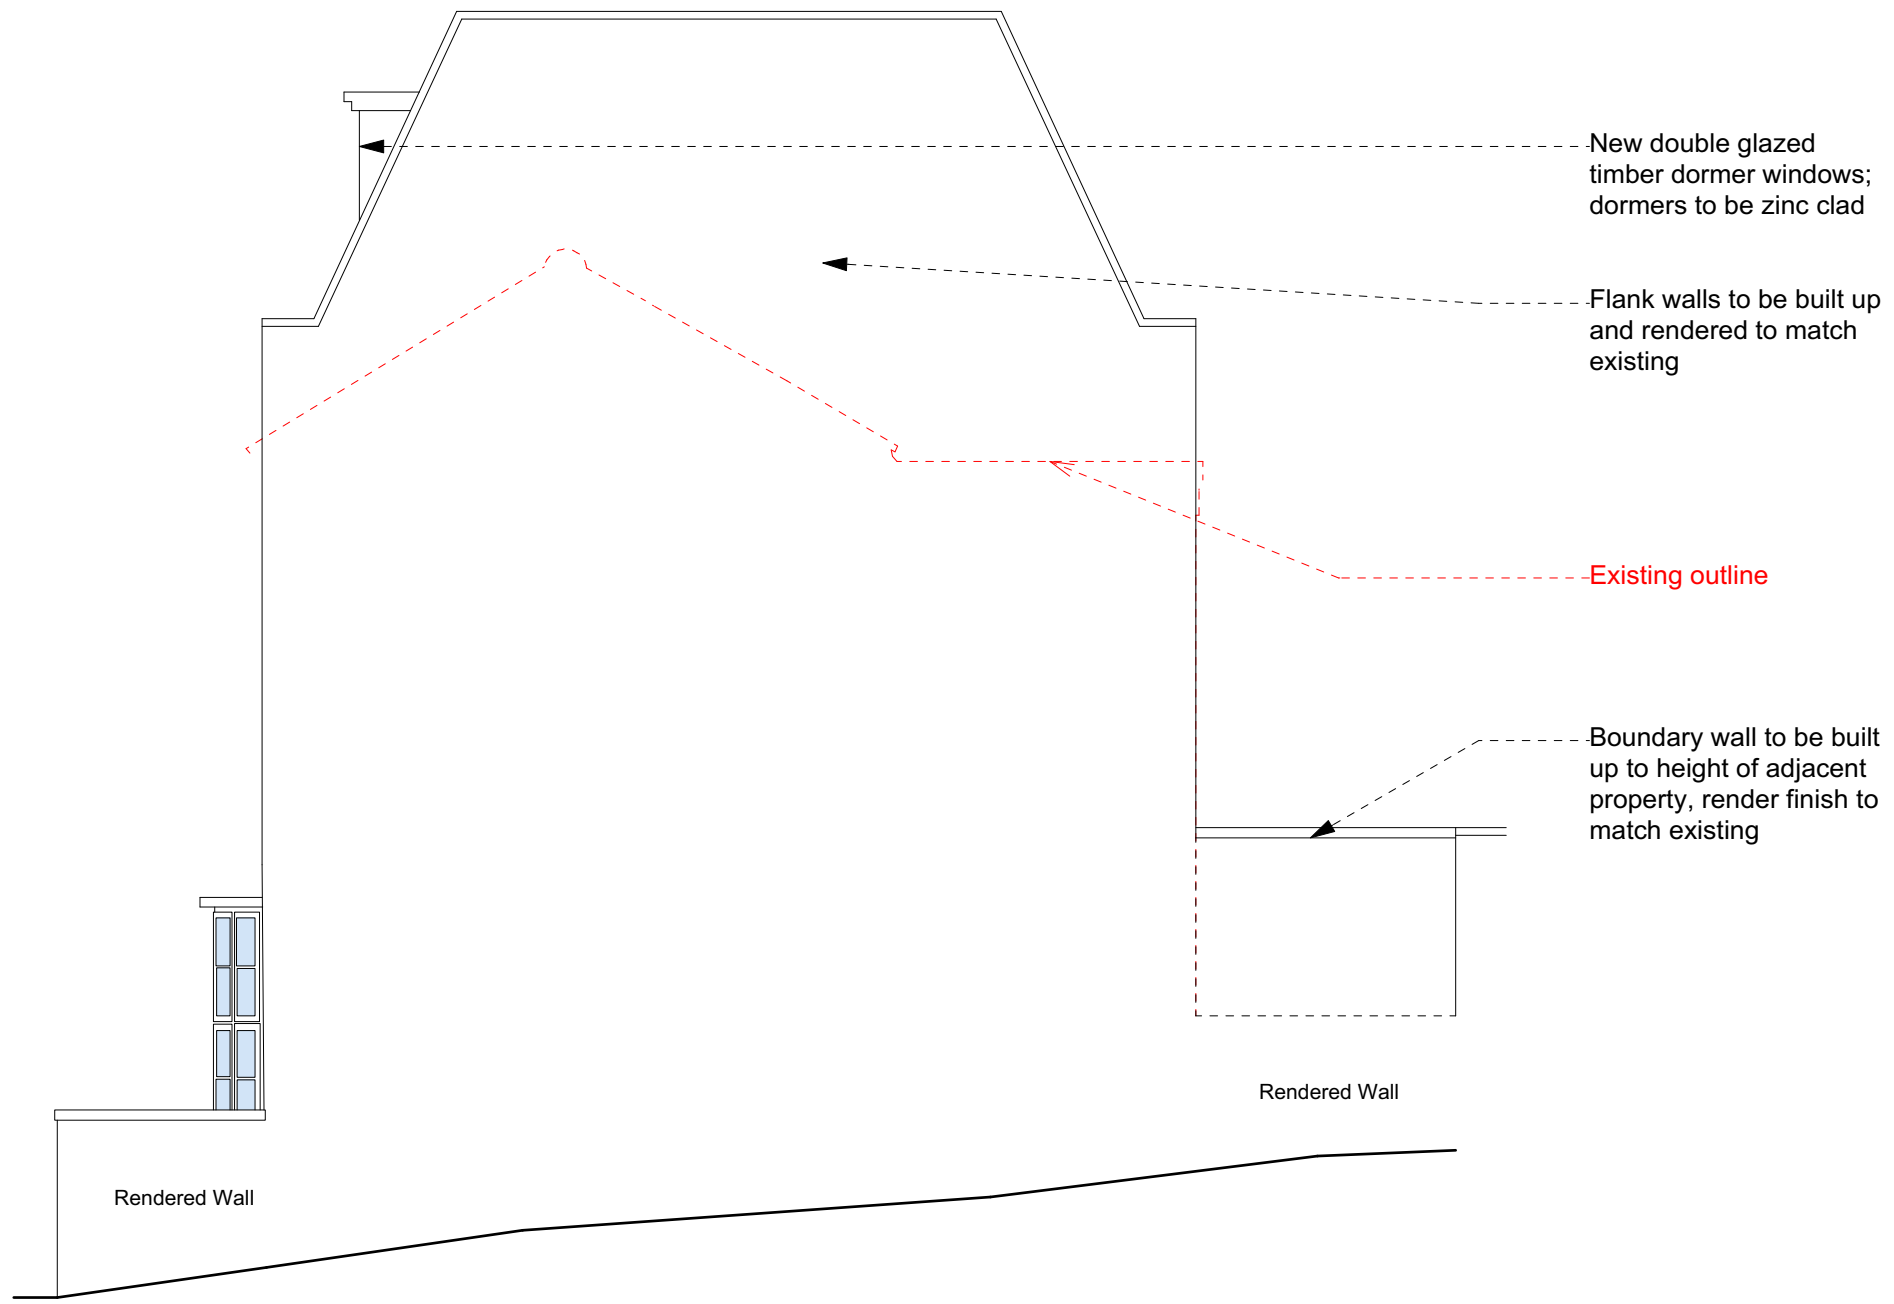 New double glazed
timber dormer windows;
dormers to be zinc clad
Flank walls to be built up
and rendered to match
existing
Existing outline
Boundary wall to be built
up to height of adjacent
property, render finish to
match existing
Rendered Wall
Rendered Wall